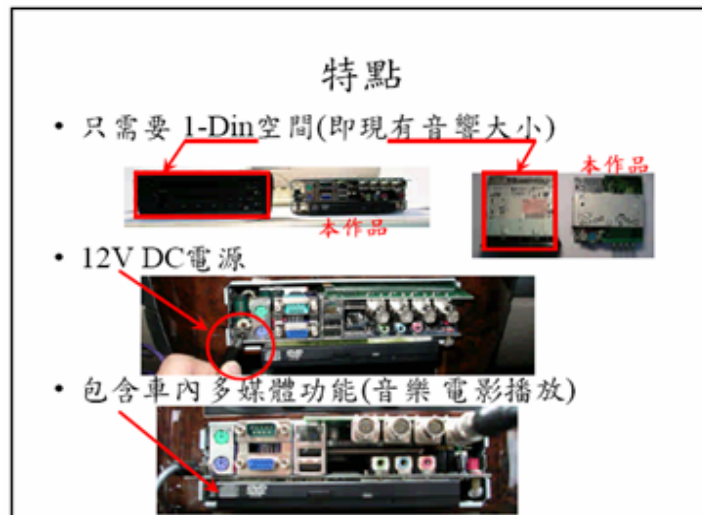 特點
• 只需要 1-Din空間(即現有音響大小)
本作品
本作品
• 12V DC電源
• 包含車內多媒體功能(音樂 電影播放)